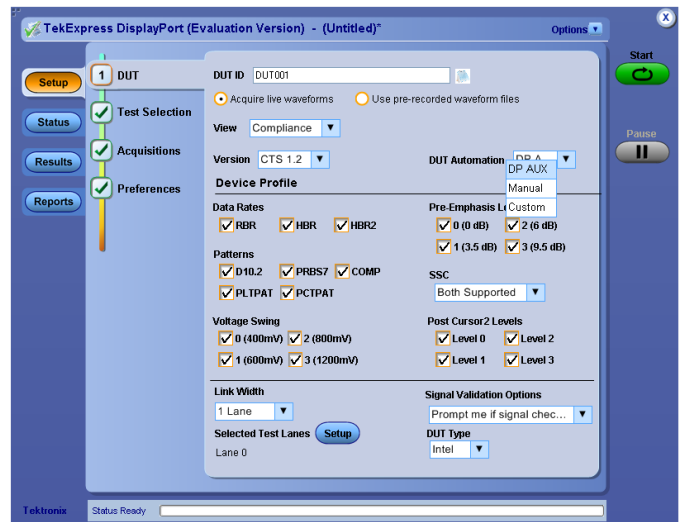 TekExpress DisplayPort (Evaluation Version) - (Untitled)*
Options
X
Start
Setup
1 DUT
DUT ID DUT001
Acquire live waveforms Use pre-recorded waveform files
Status
Test Selection
View Compliance
Pause
Results
Acquisitions
Version CTS 1.2
DUT Automation DP A
DP AUX
Manual
Custom
Reports
Preferences
Device Profile
Data Rates
RBR HBR HBR2
Pre-Emphasis Le
0 (0 dB) 2 (6 dB)
1 (3.5 dB) 3 (9.5 dB)
Patterns
D10.2 PRBS7 COMP
PLTPAT PCTPAT
SSC
Both Supported
Voltage Swing
0 (400mV) 2 (800mV)
1 (600mV) 3 (1200mV)
Post Cursor2 Levels
Level 0 Level 2
Level 1 Level 3
Link Width
1 Lane
Selected Test Lanes Setup
Lane 0
Signal Validation Options
Prompt me if signal chec...
DUT Type
Intel
Tektronix
Status Ready